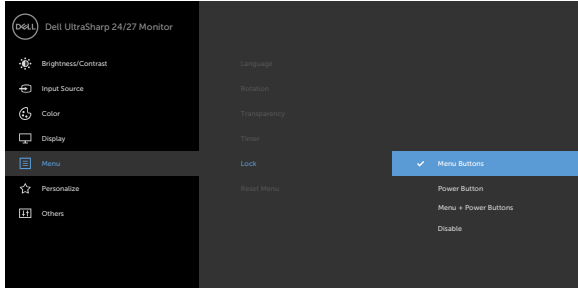 DELL
Dell UltraSharp 24/27 Monitor
Brightness/Contrast
Input Source
Color
Display
Menu
Personalize
Others
Language
Rotation
Transparency
Timer
Lock
Reset Menu
Menu Buttons
Power Button
Menu + Power Buttons
Disable